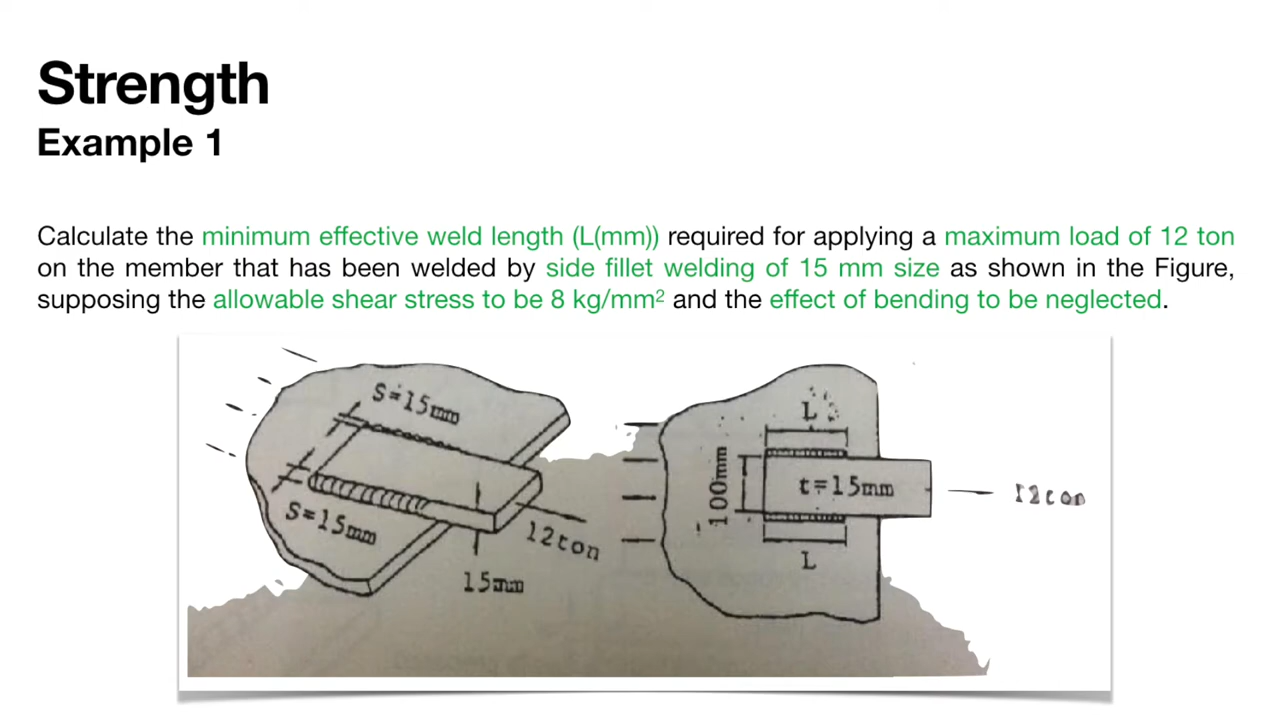 Strength
Example 1
Calculate the minimum effective weld length (L(mm)) required for applying a maximum load of 12 ton
on the member that has been welded by side fillet welding of 15 mm size as shown in the Figure,
supposing the allowable shear stress to be 8 kg/mm² and the effect of bending to be neglected.
S=15mm
S=15mm
12ton
15mm
L
100mm
t=15mm
12ton
L